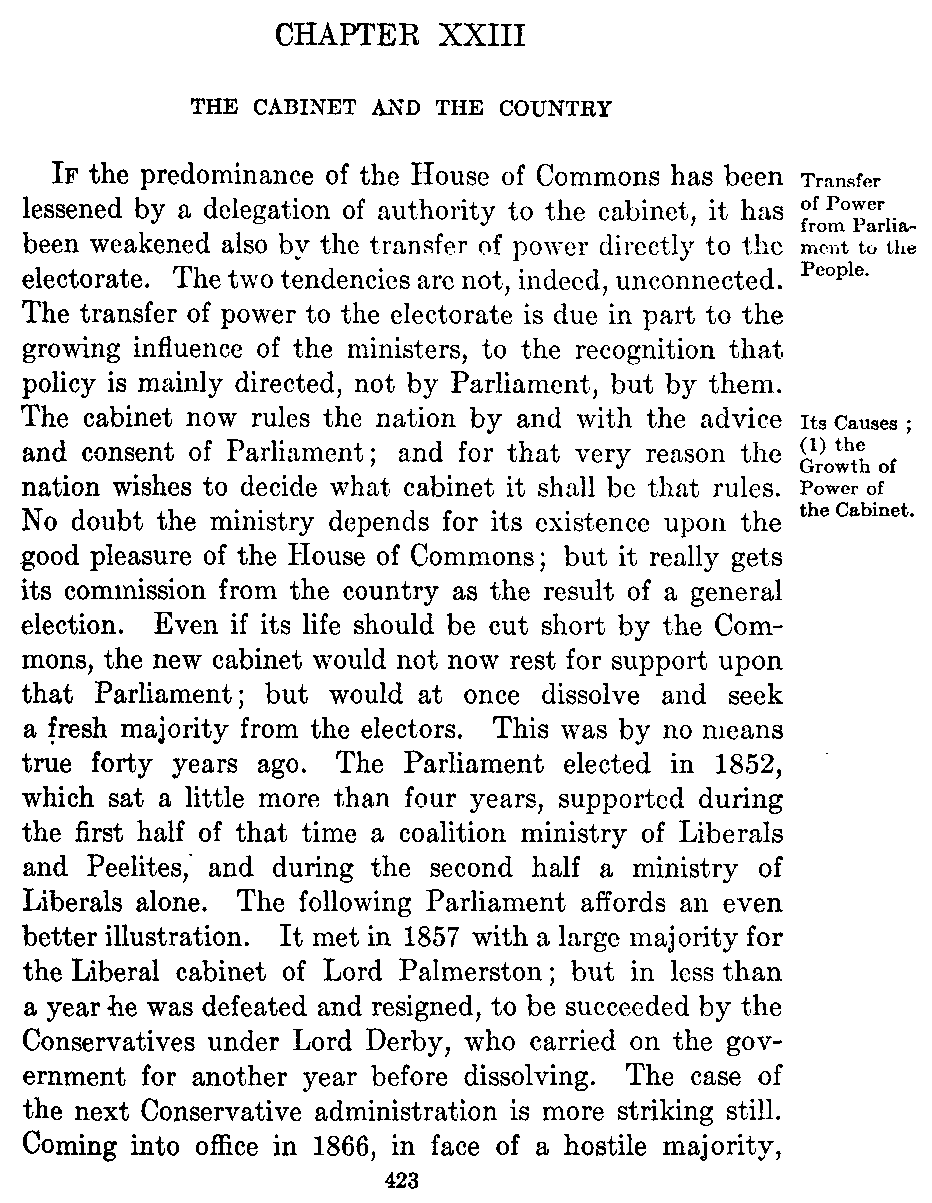 CHAPTER XXIII
THE CABINET AND THE COUNTRY
IF the predominance of the House of Commons has been
lessened by a delegation of authority to the cabinet, it has
been weakened also by the transfer of power directly to the
electorate. The two tendencies are not, indeed, unconnected.
The transfer of power to the electorate is due in part to the
growing influence of the ministers, to the recognition that
policy is mainly directed, not by Parliament, but by them.
The cabinet now rules the nation by and with the advice
and consent of Parliament; and for that very reason the
nation wishes to decide what cabinet it shall be that rules.
No doubt the ministry depends for its existence upon the
good pleasure of the House of Commons; but it really gets
its commission from the country as the result of a general
election. Even if its life should be cut short by the Com-
mons, the new cabinet would not now rest for support upon
that Parliament; but would at once dissolve and seek
a fresh majority from the electors. This was by no means
true forty years ago. The Parliament elected in 1852,
which sat a little more than four years, supported during
the first half of that time a coalition ministry of Liberals
and Peelites, and during the second half a ministry of
Liberals alone. The following Parliament affords an even
better illustration. It met in 1857 with a large majority for
the Liberal cabinet of Lord Palmerston; but in less than
a year he was defeated and resigned, to be succeeded by the
Conservatives under Lord Derby, who carried on the gov-
ernment for another year before dissolving. The case of
the next Conservative administration is more striking still.
Coming into office in 1866, in face of a hostile majority,
Transfer
of Power
from Parlia-
ment to the
People.
Its Causes ;
(1) the
Growth of
Power of
the Cabinet.
423